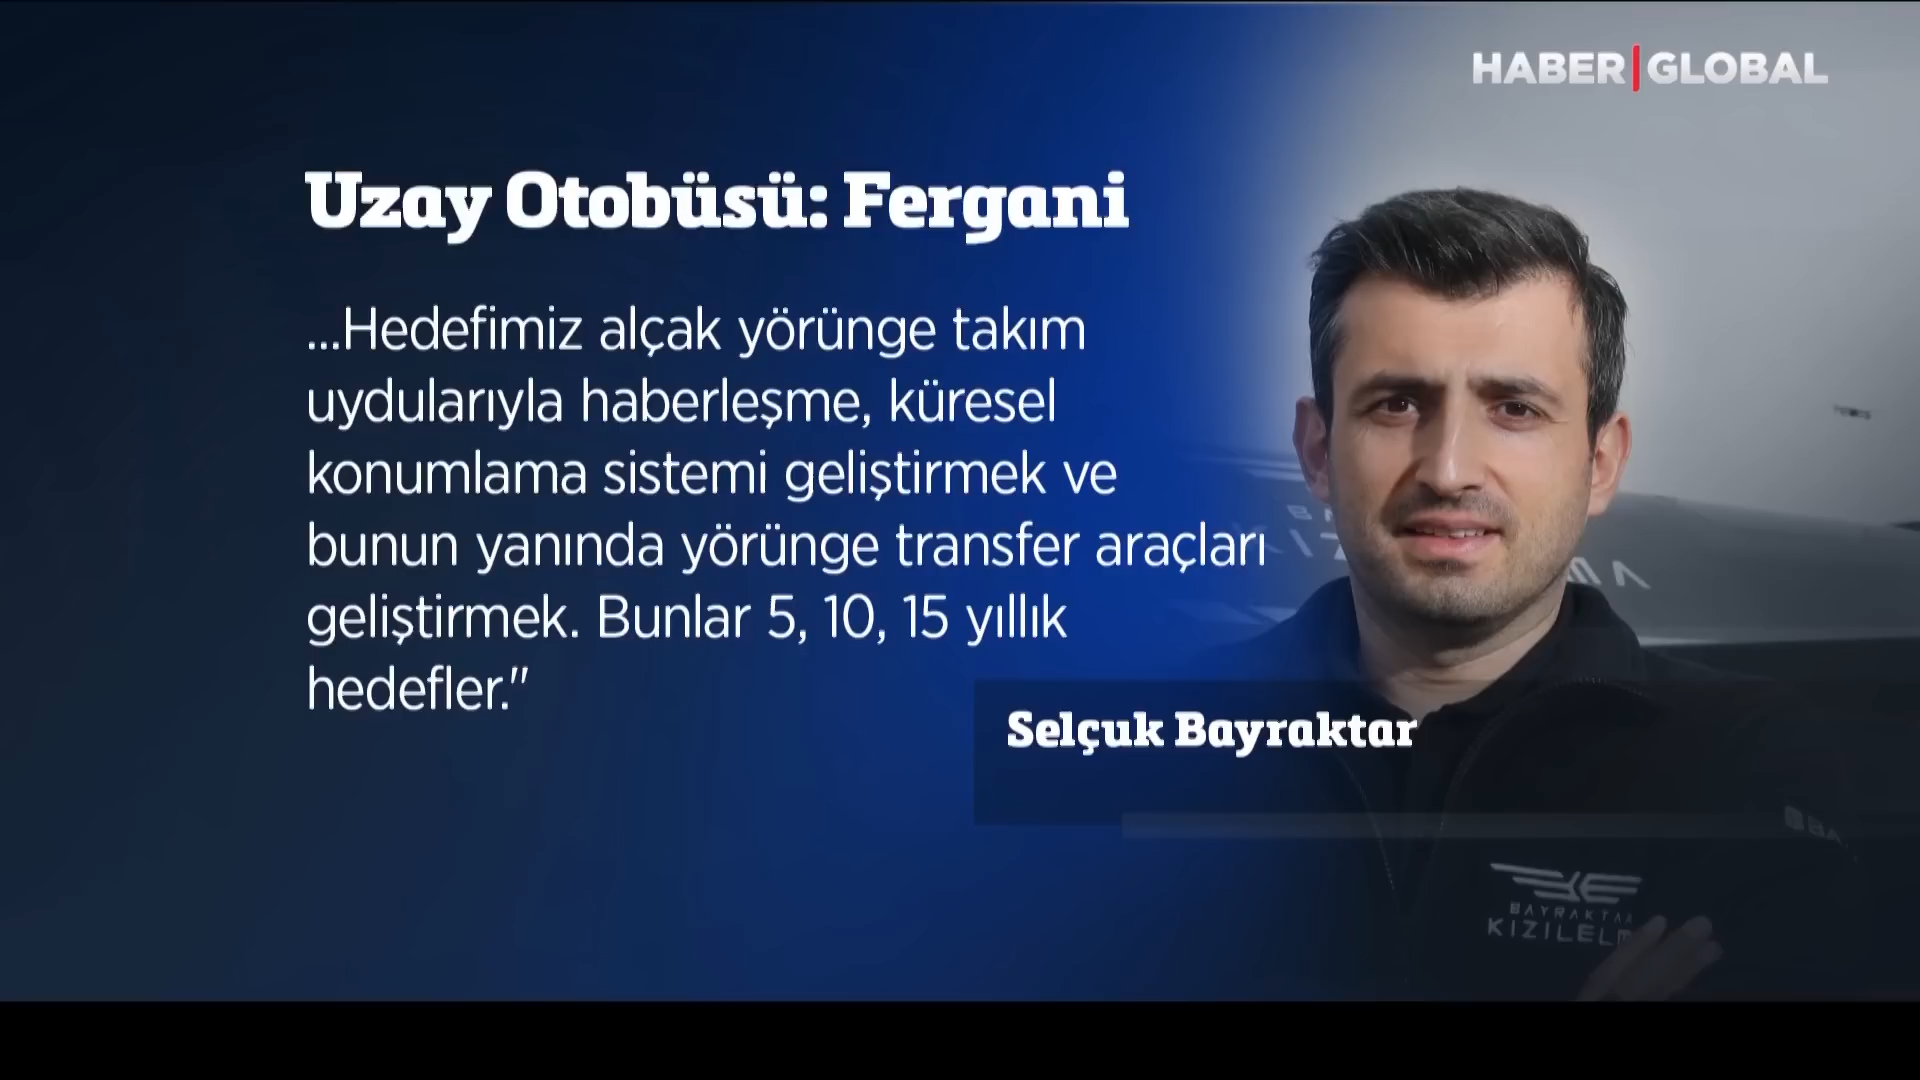 HABER|GLOBAL
Uzay Otobüsü: Fergani
...Hedefimiz alçak yörünge takım
uydularıyla haberleşme, küresel
konumlama sistemi geliştirmek ve
bunun yanında yörünge transfer araçları
geliştirmek. Bunlar 5, 10, 15 yıllık
hedefler."
Selçuk Bayraktar
BAYRAKTAR
KIZILELM